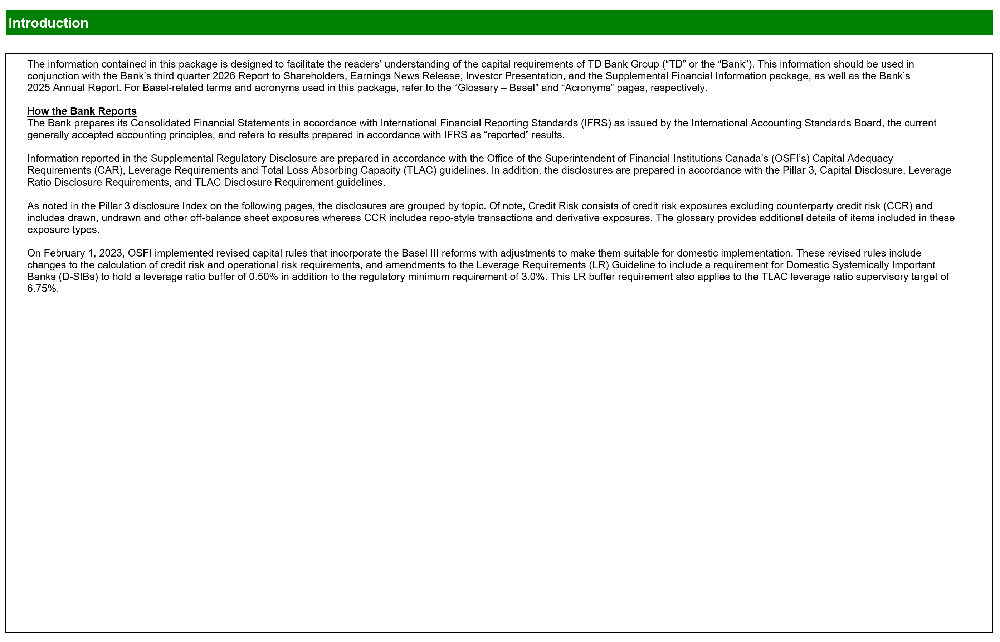 Introduction
The information contained in this package is designed to facilitate the readers’ understanding of the capital requirements of TD Bank Group (“TD” or the “Bank”). This information should be used in
conjunction with the Bank’s third quarter 2026 Report to Shareholders, Earnings News Release, Investor Presentation, and the Supplemental Financial Information package, as well as the Bank’s
2025 Annual Report. For Basel-related terms and acronyms used in this package, refer to the “Glossary – Basel” and “Acronyms” pages, respectively.
How the Bank Reports
The Bank prepares its Consolidated Financial Statements in accordance with International Financial Reporting Standards (IFRS) as issued by the International Accounting Standards Board, the current
generally accepted accounting principles, and refers to results prepared in accordance with IFRS as “reported” results.
Information reported in the Supplemental Regulatory Disclosure are prepared in accordance with the Office of the Superintendent of Financial Institutions Canada’s (OSFI’s) Capital Adequacy
Requirements (CAR), Leverage Requirements and Total Loss Absorbing Capacity (TLAC) guidelines. In addition, the disclosures are prepared in accordance with the Pillar 3, Capital Disclosure, Leverage
Ratio Disclosure Requirements, and TLAC Disclosure Requirement guidelines.
As noted in the Pillar 3 disclosure Index on the following pages, the disclosures are grouped by topic. Of note, Credit Risk consists of credit risk exposures excluding counterparty credit risk (CCR) and
includes drawn, undrawn and other off-balance sheet exposures whereas CCR includes repo-style transactions and derivative exposures. The glossary provides additional details of items included in these
exposure types.
On February 1, 2023, OSFI implemented revised capital rules that incorporate the Basel III reforms with adjustments to make them suitable for domestic implementation. These revised rules include
changes to the calculation of credit risk and operational risk requirements, and amendments to the Leverage Requirements (LR) Guideline to include a requirement for Domestic Systemically Important
Banks (D-SIBs) to hold a leverage ratio buffer of 0.50% in addition to the regulatory minimum requirement of 3.0%. This LR buffer requirement also applies to the TLAC leverage ratio supervisory target of
6.75%.